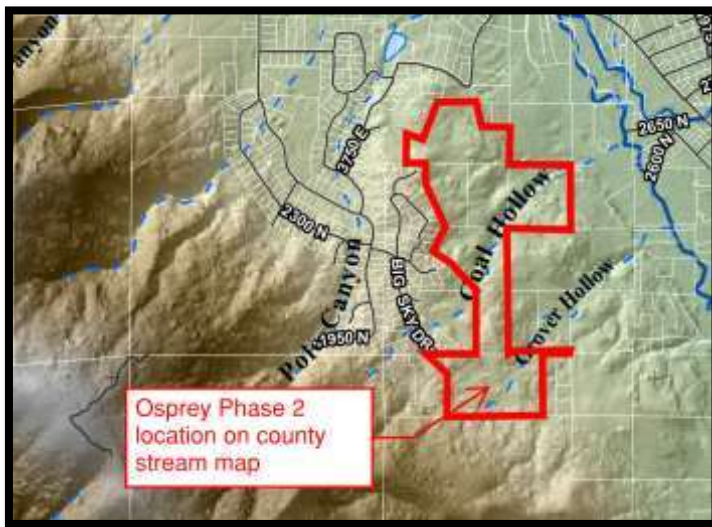 anyon
3750 E
2650 N
2600 N
2300 N
Coal Hollow
BIG SKY DR
Grover Hollow
1950 N
Pole Canyon
Osprey Phase 2
location on county
stream map